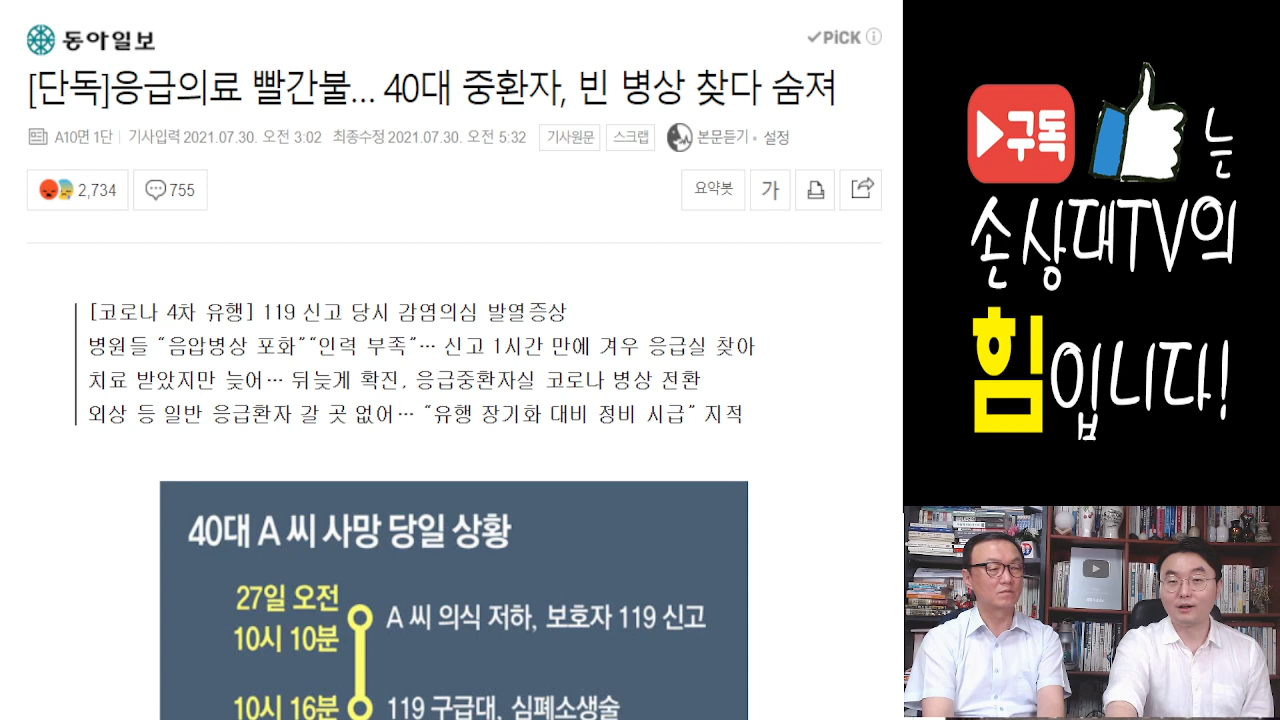 동아일보
✓PiCK
[단독]응급의료 빨간불... 40대 중환자, 빈 병상 찾다 숨져
A10면 1단 기사입력 2021.07.30. 오전 3:02 최종수정 2021.07.30. 오전 5:32 기사원문 스크랩 본문듣기 · 설정
2,734 755 요약봇 가
[코로나 4차 유행] 119 신고 당시 감염의심 발열증상
병원들 “음압병상 포화”“인력 부족”… 신고 1시간 만에 겨우 응급실 찾아
치료 받았지만 늦어… 뒤늦게 확진, 응급중환자실 코로나 병상 전환
외상 등 일반 응급환자 갈 곳 없어… “유행 장기화 대비 정비 시급” 지적
40대 A 씨 사망 당일 상황
27일 오전
10시 10분
A 씨 의식 저하, 보호자 119 신고
10시 16분
119 구급대, 심폐소생술
구독 는
손상대TV의
힘입니다!